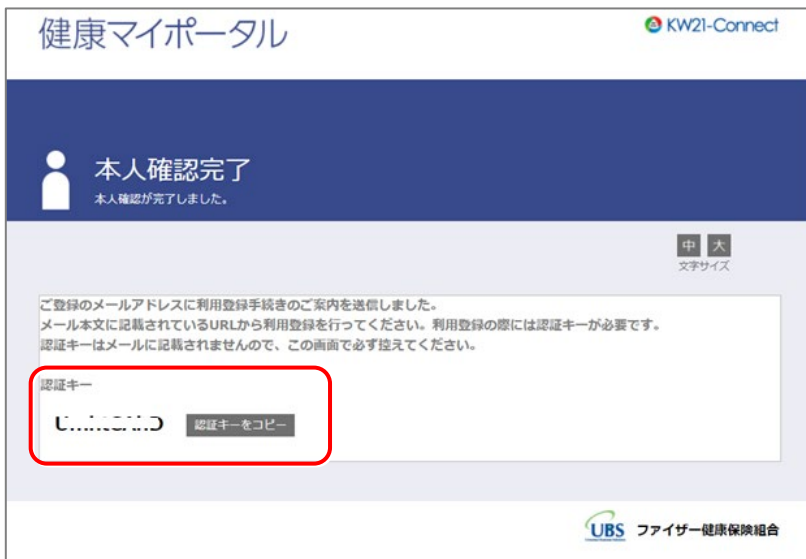 健康マイポータル
KW21-Connect
本人確認完了
本人確認が完了しました。
中 大
文字サイズ
ご登録のメールアドレスに利用登録手続きのご案内を送信しました。
メール本文に記載されているURLから利用登録を行ってください。利用登録の際には認証キーが必要です。
認証キーはメールに記載されませんので、この画面で必ず控えてください。
認証キー
認証キーをコピー
UBS ファイザー健康保険組合